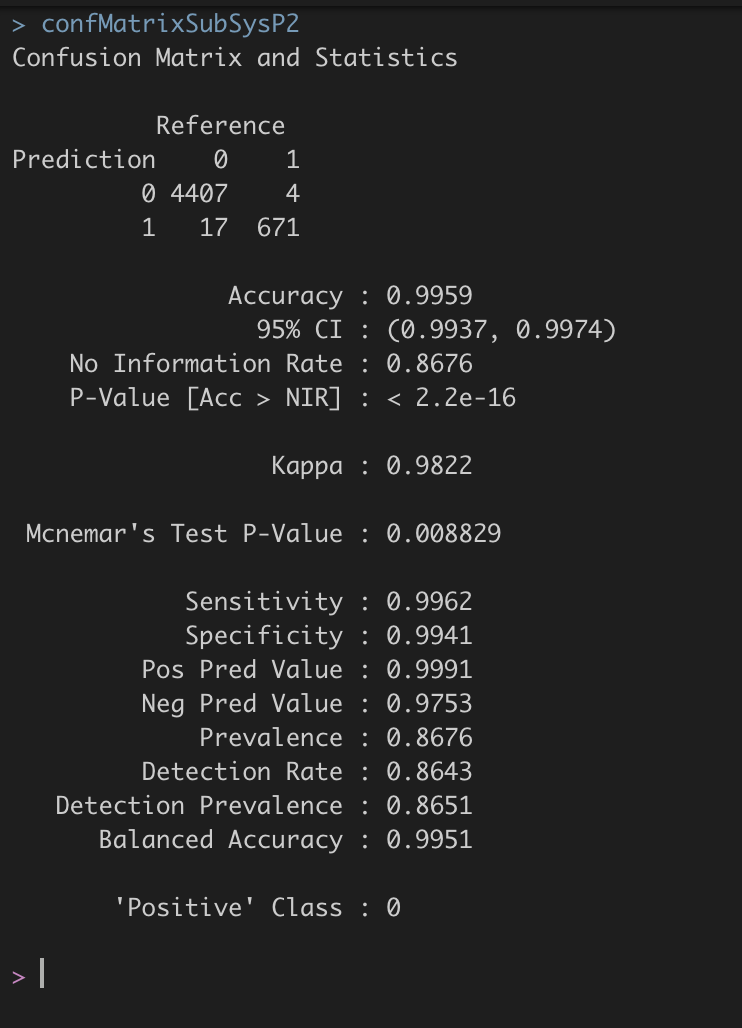 > confMatrixSubSysP2
Confusion Matrix and Statistics

          Reference
Prediction    0    1
         0 4407    4
         1   17  671

               Accuracy : 0.9959
                 95% CI : (0.9937, 0.9974)
    No Information Rate : 0.8676
    P-Value [Acc > NIR] : < 2.2e-16

                  Kappa : 0.9822

 Mcnemar's Test P-Value : 0.008829

            Sensitivity : 0.9962
            Specificity : 0.9941
         Pos Pred Value : 0.9991
         Neg Pred Value : 0.9753
             Prevalence : 0.8676
         Detection Rate : 0.8643
   Detection Prevalence : 0.8651
      Balanced Accuracy : 0.9951

       'Positive' Class : 0

>